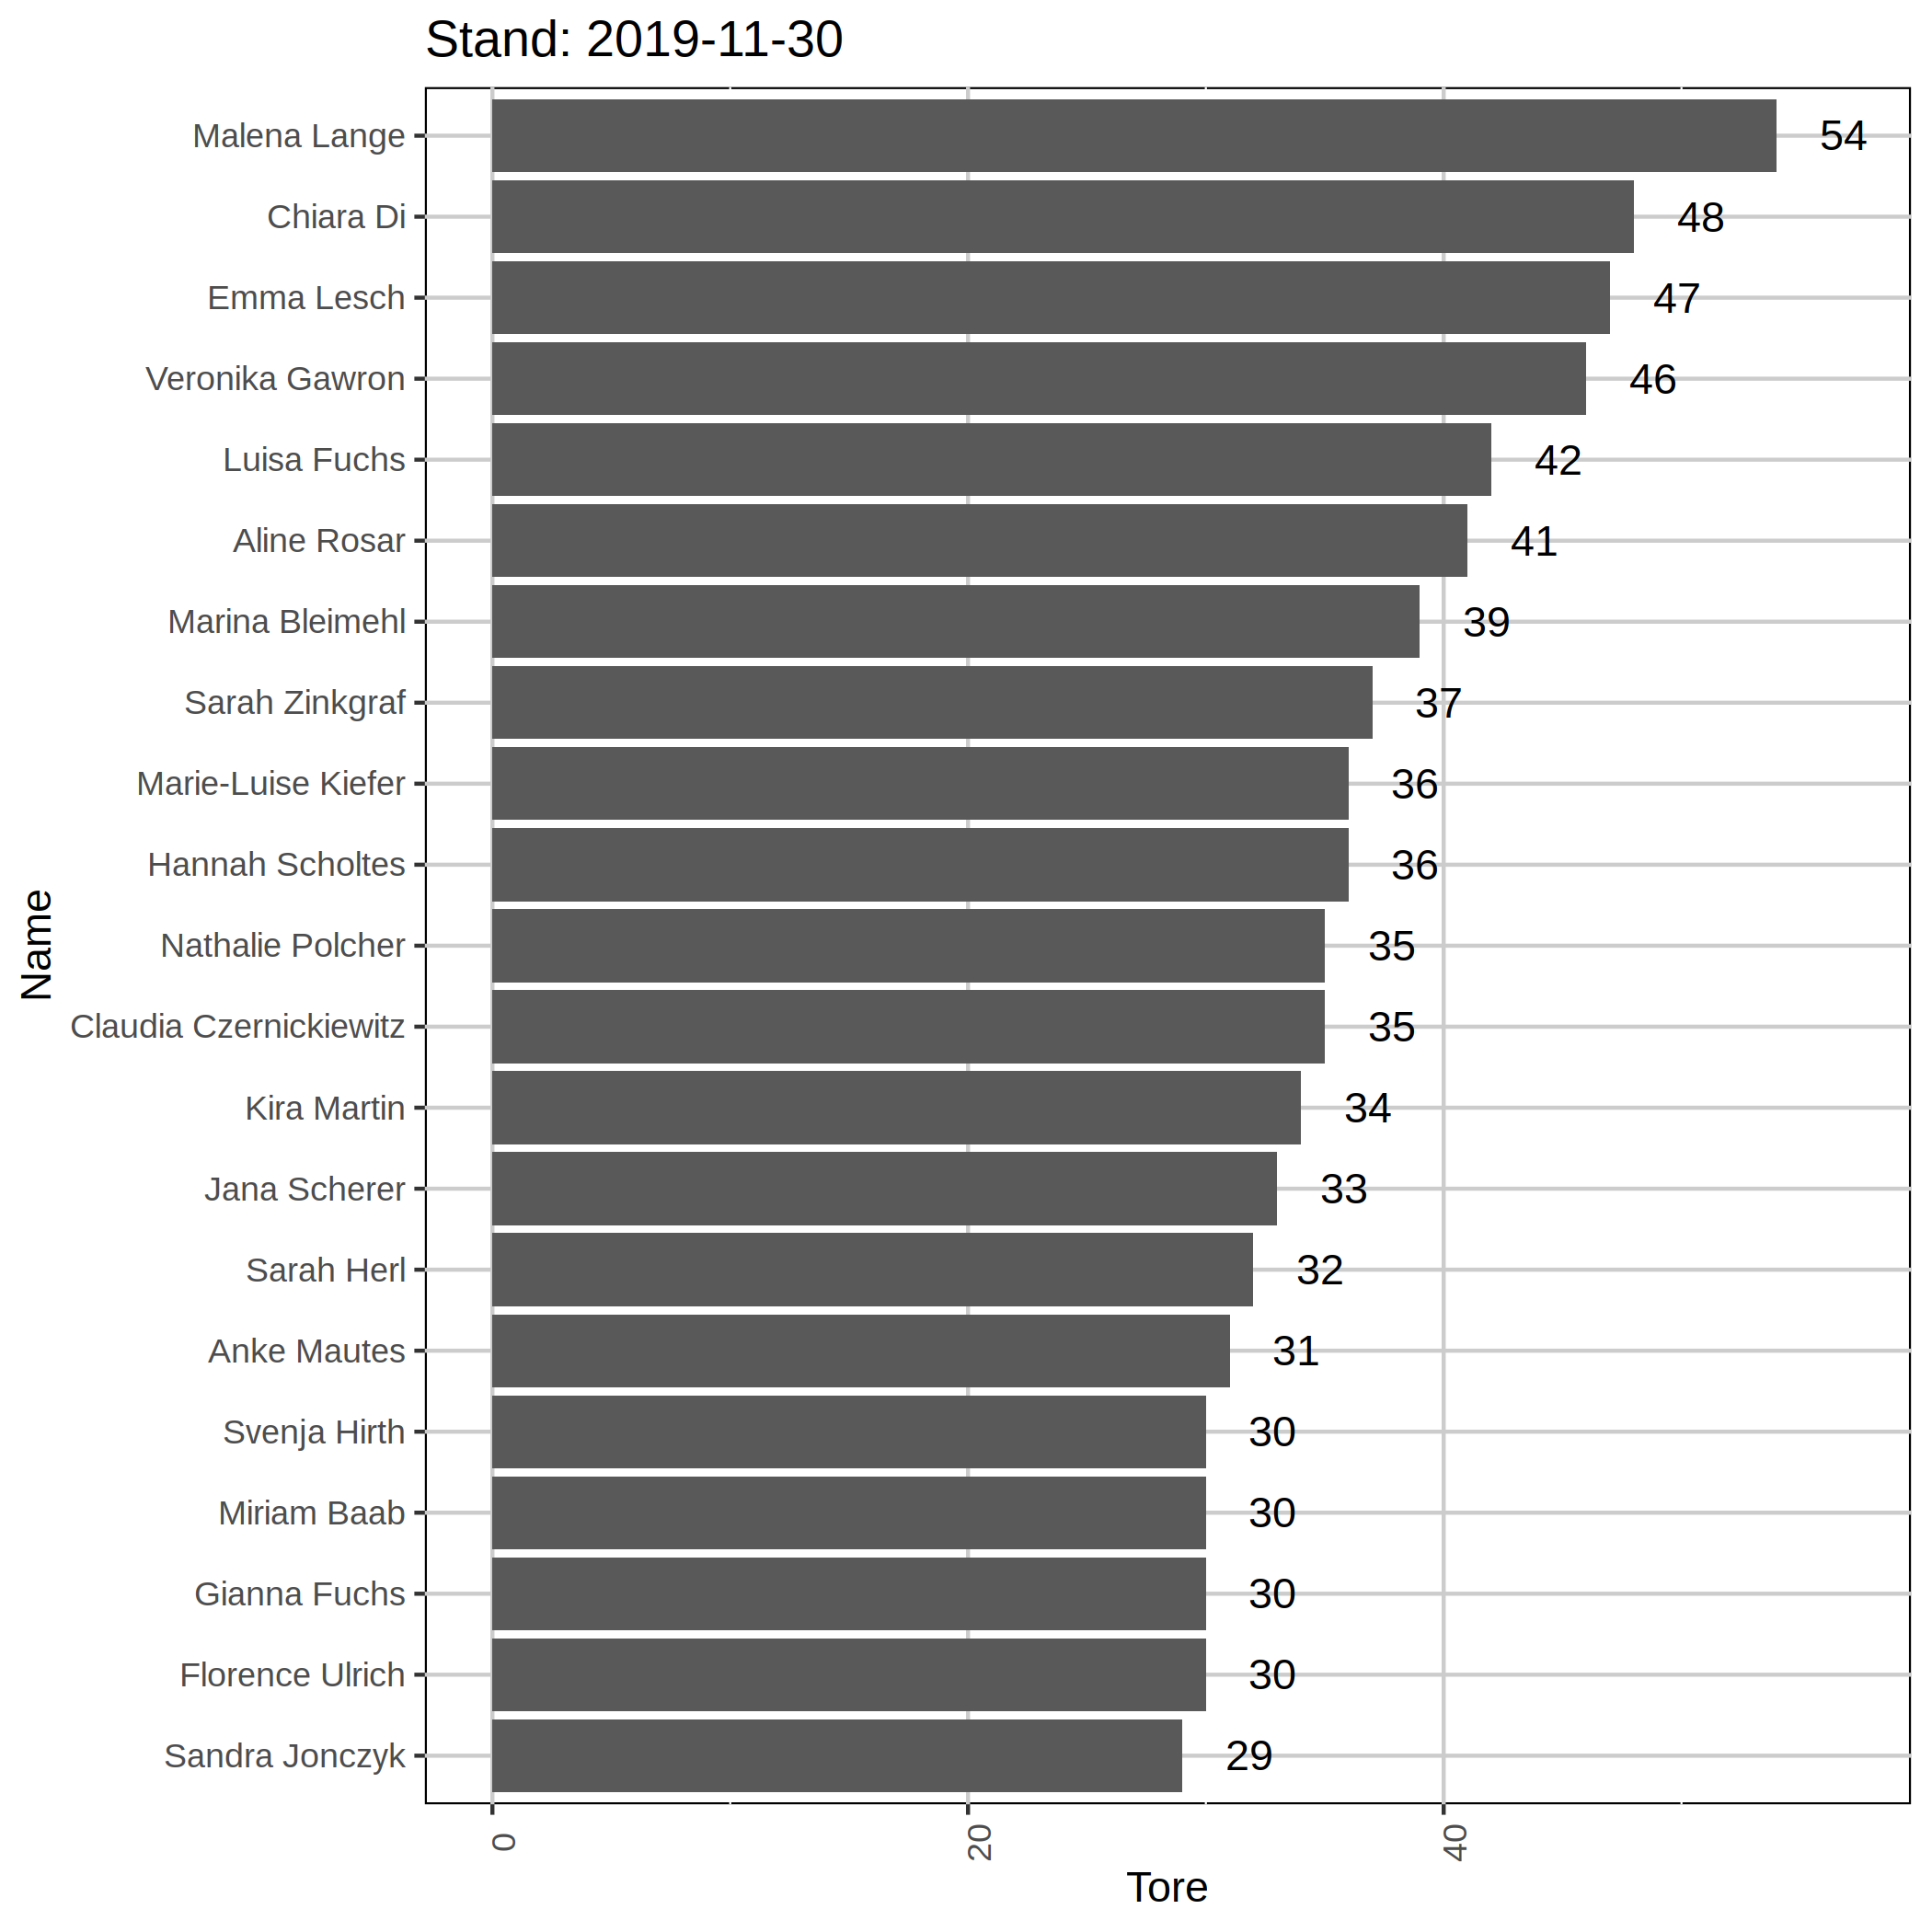 Stand: 2019-11-30
Name
Malena Lange 54
Chiara Di 48
Emma Lesch 47
Veronika Gawron 46
Luisa Fuchs 42
Aline Rosar 41
Marina Bleimehl 39
Sarah Zinkgraf 37
Marie-Luise Kiefer 36
Hannah Scholtes 36
Nathalie Polcher 35
Claudia Czernickiewitz 35
Kira Martin 34
Jana Scherer 33
Sarah Herl 32
Anke Mautes 31
Svenja Hirth 30
Miriam Baab 30
Gianna Fuchs 30
Florence Ulrich 30
Sandra Jonczyk 29
0 20 40
Tore